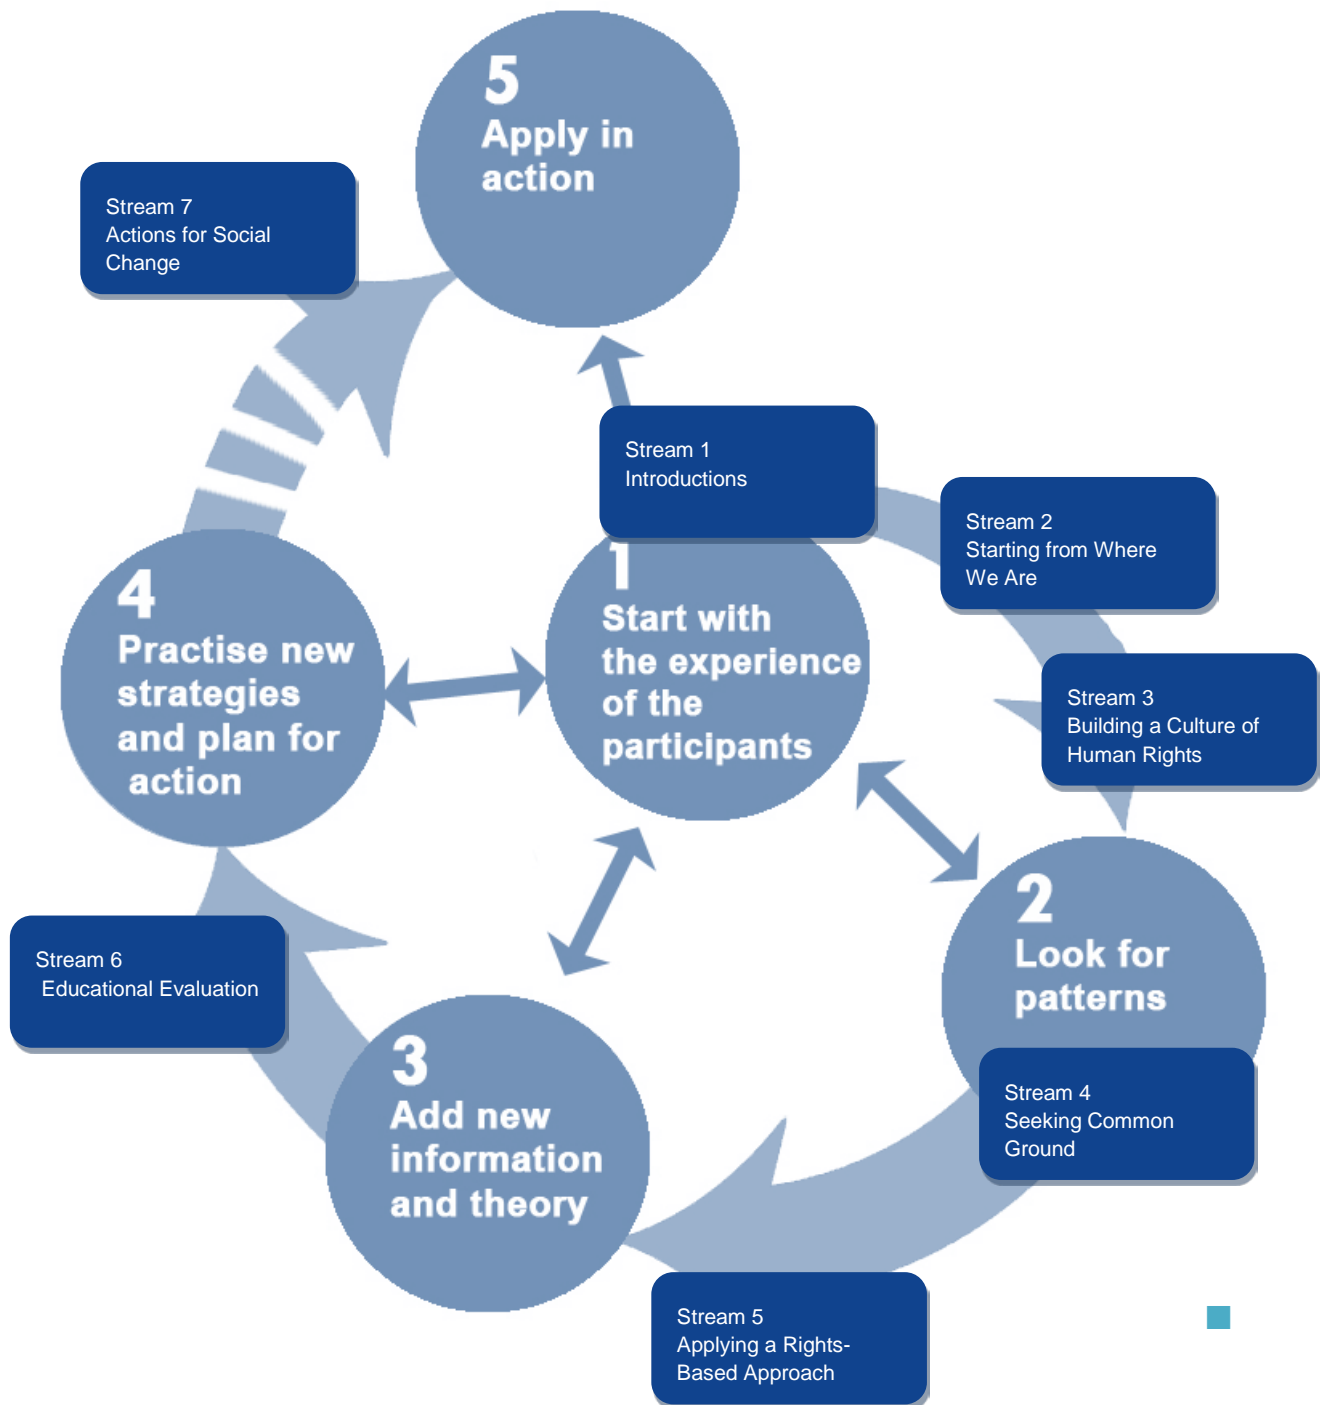 5
Apply in
action
Stream 7
Actions for Social
Change
Stream 1
Introductions
Stream 2
Starting from Where
We Are
1
Start with
the experience
of the
participants
4
Practise new
strategies
and plan for
action
Stream 3
Building a Culture of
Human Rights
2
Look for
patterns
Stream 6
Educational Evaluation
3
Add new
information
and theory
Stream 4
Seeking Common
Ground
Stream 5
Applying a Rights-
Based Approach